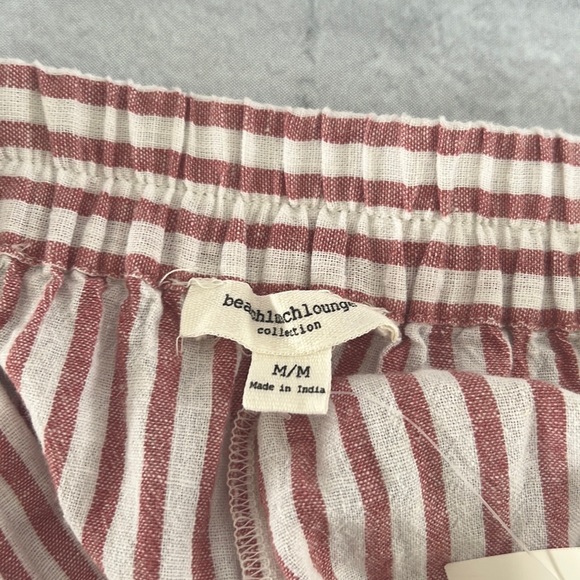 beachlunchlounge
collection
M/M
Made in India